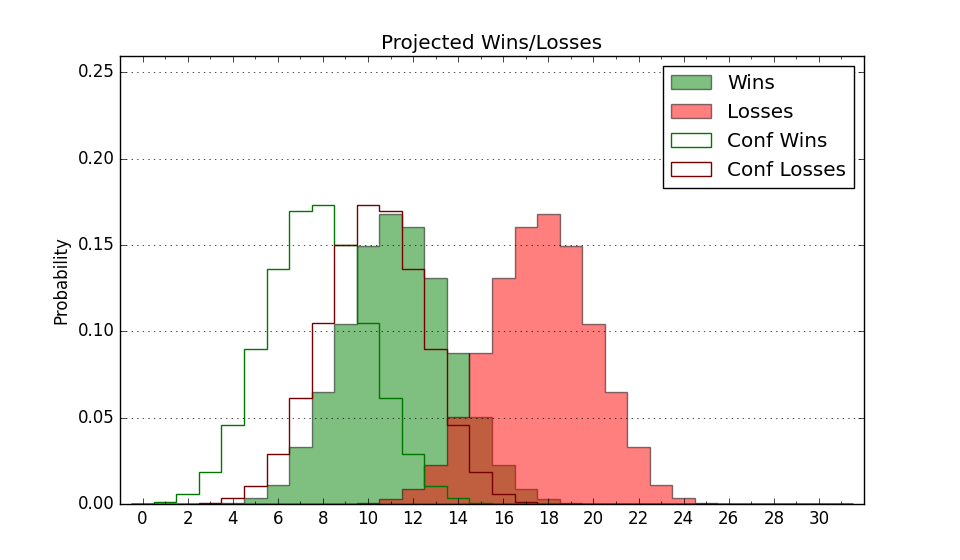 Projected Wins/Losses
0.25
0.20
0.15
0.10
0.05
0.00
Probability
Wins
Losses
Conf Wins
Conf Losses
0 2 4 6 8 10 12 14 16 18 20 22 24 26 28 30